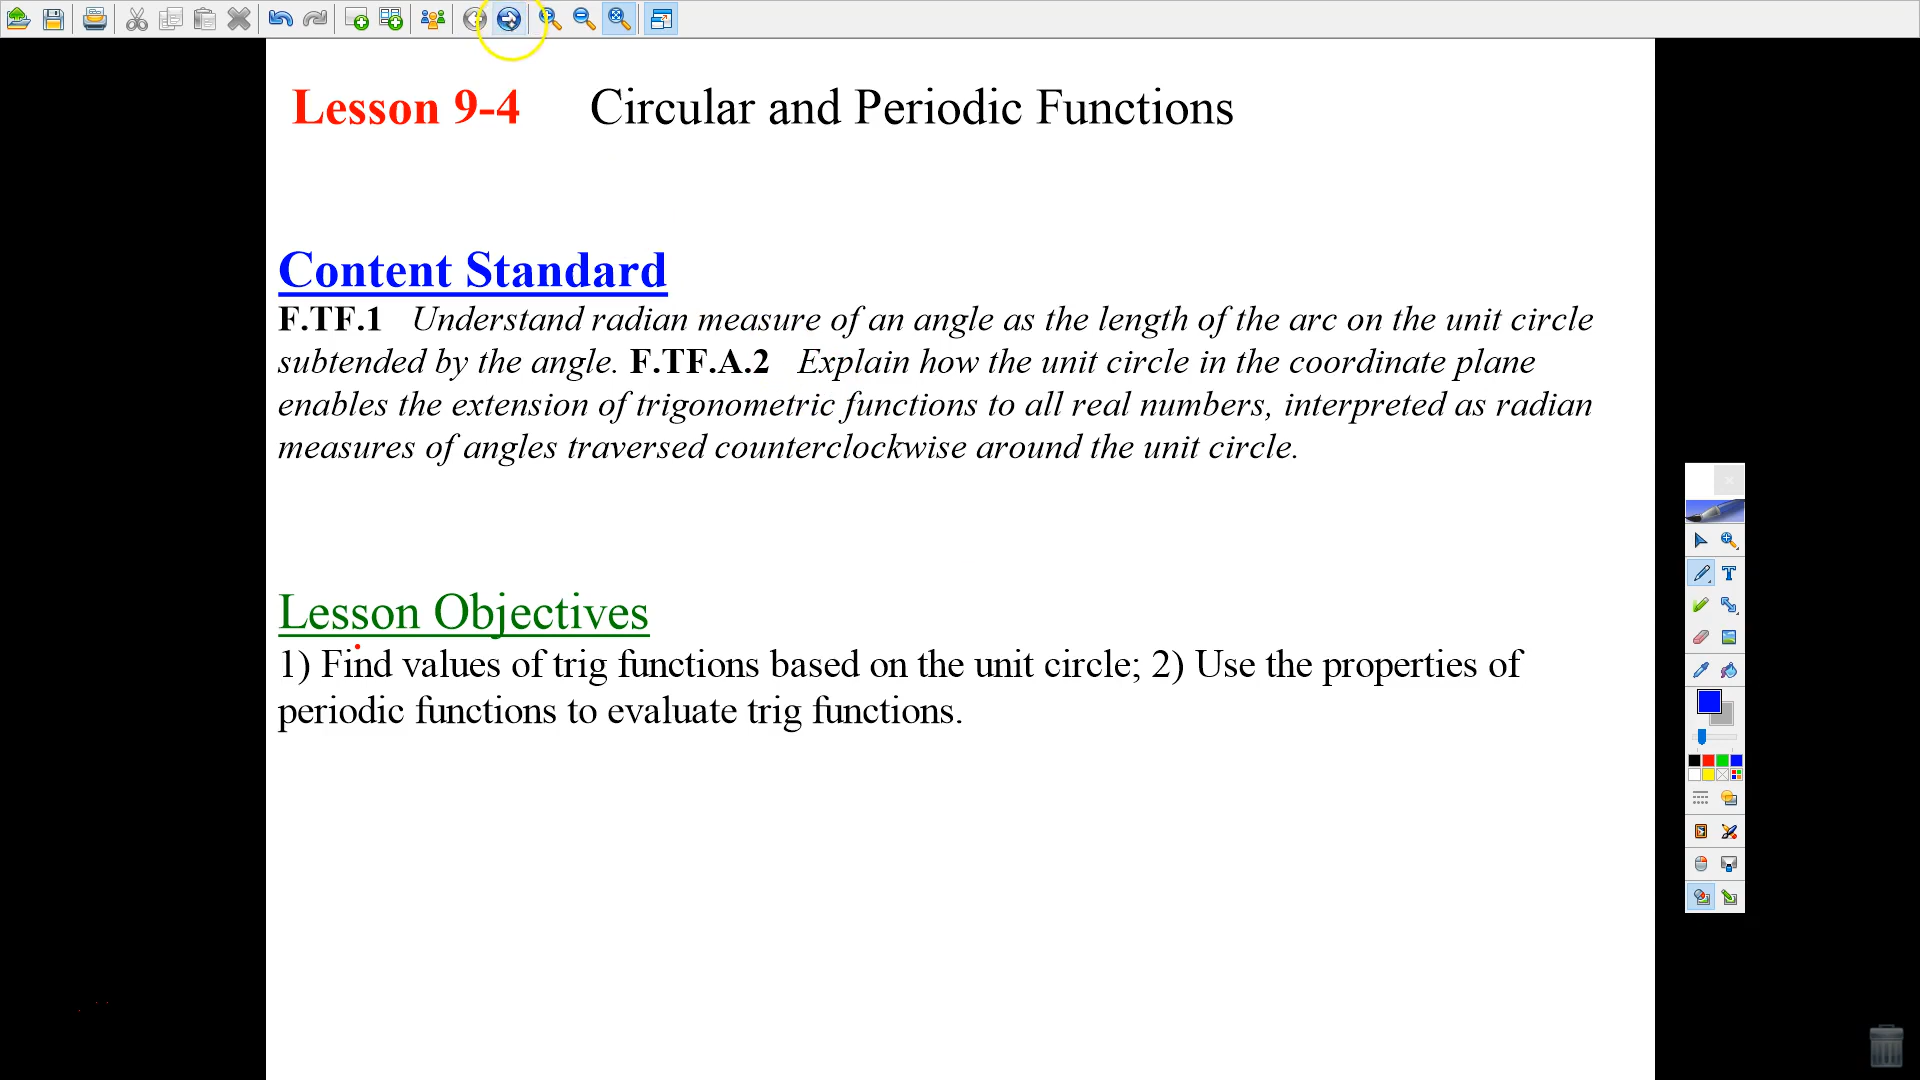 Lesson 9-4 Circular and Periodic Functions
Content Standard
F.TF.1 Understand radian measure of an angle as the length of the arc on the unit circle
subtended by the angle. F.TF.A.2 Explain how the unit circle in the coordinate plane
enables the extension of trigonometric functions to all real numbers, interpreted as radian
measures of angles traversed counterclockwise around the unit circle.
Lesson Objectives
1) Find values of trig functions based on the unit circle; 2) Use the properties of
periodic functions to evaluate trig functions.